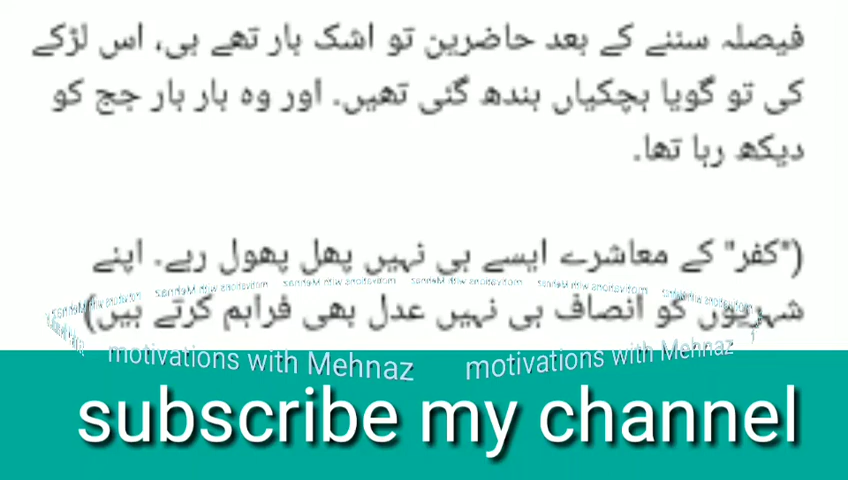 فیصلہ سننے کے بعد حاضرین تو اشک بار تھے ہی، اس لڑکے
کی تو گویا ہچکیاں بندھ گئی تھیں۔ اور وہ بار بار جج کو
دیکھ رہا تھا۔
("کفر" کے معاشرے ایسے ہی نہیں پھل پھول رہے۔ اپنے
شہریوں کو انصاف ہی نہیں عدل بھی فراہم کرتے ہیں)
motivations with Mehnaz motivations with Mehnaz
subscribe my channel